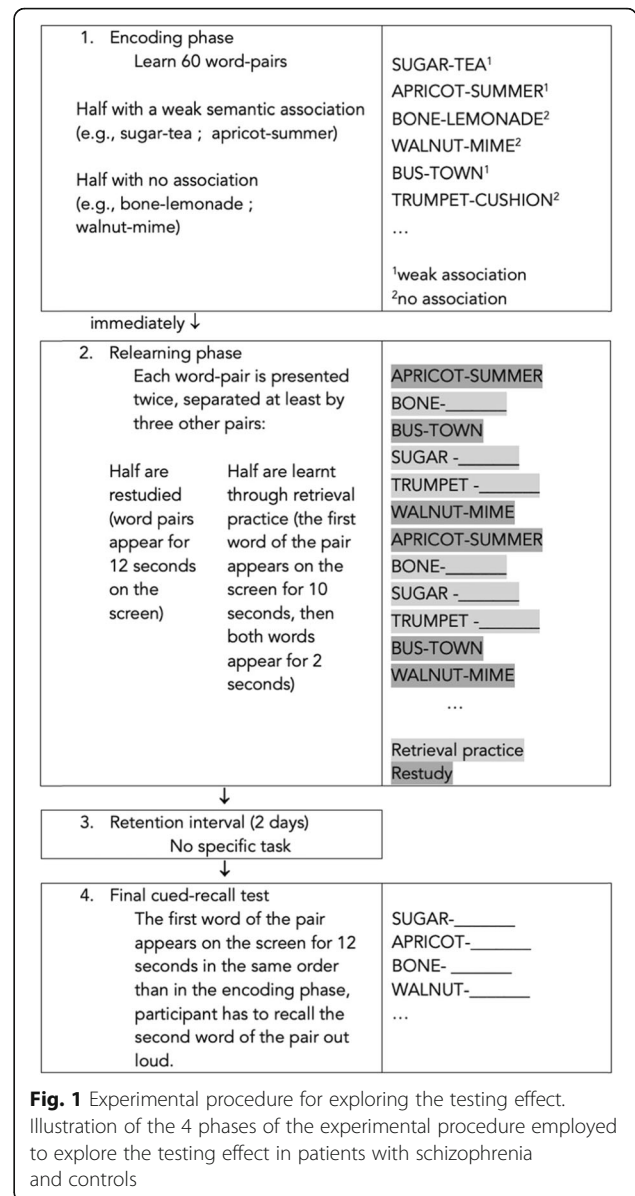 1. Encoding phase
Learn 60 word-pairs
Half with a weak semantic association
(e.g., sugar-tea ; apricot-summer)
Half with no association
(e.g., bone-lemonade ;
walnut-mime)
SUGAR-TEA¹
APRICOT-SUMMER¹
BONE-LEMONADE²
WALNUT-MIME²
BUS-TOWN¹
TRUMPET-CUSHION²
...
¹weak association
²no association
immediately ↓
2. Relearning phase
Each word-pair is presented
twice, separated at least by
three other pairs:
Half are
restudied
(word pairs
appear for
12 seconds
on the
screen)
Half are learnt
through retrieval
practice (the first
word of the pair
appears on the
screen for 10
seconds, then
both words
appear for 2
seconds)
APRICOT-SUMMER
BONE-_______
BUS-TOWN
SUGAR -_______
TRUMPET -_______
WALNUT-MIME
APRICOT-SUMMER
BONE-_______
SUGAR -_______
TRUMPET -_______
BUS-TOWN
WALNUT-MIME
...
Retrieval practice
Restudy
↓
3. Retention interval (2 days)
No specific task
↓
4. Final cued-recall test
The first word of the pair
appears on the screen for 12
seconds in the same order
than in the encoding phase,
participant has to recall the
second word of the pair out
loud.
SUGAR-_______
APRICOT-_______
BONE- _______
WALNUT-_______
...
Fig. 1 Experimental procedure for exploring the testing effect.
Illustration of the 4 phases of the experimental procedure employed
to explore the testing effect in patients with schizophrenia
and controls